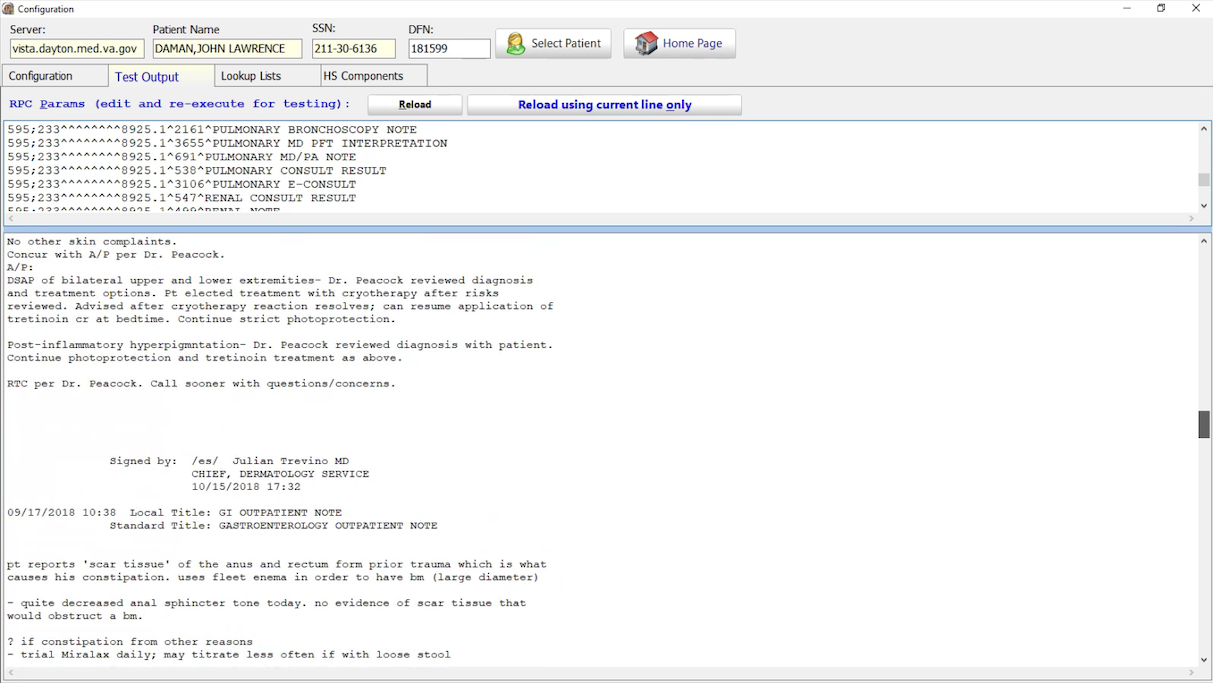 Configuration
Server:
Patient Name
SSN:
DFN:
vista.dayton.med.va.gov
DAMAN,JOHN LAWRENCE
211-30-6136
181599
Select Patient
Home Page
Configuration
Test Output
Lookup Lists
HS Components
RPC Params (edit and re-execute for testing):
Reload
Reload using current line only
595;233^^^^^^^^8925.1^2161^PULMONARY BRONCHOSCOPY NOTE
595;233^^^^^^^^8925.1^3655^PULMONARY MD PFT INTERPRETATION
595;233^^^^^^^^8925.1^691^PULMONARY MD/PA NOTE
595;233^^^^^^^^8925.1^538^PULMONARY CONSULT RESULT
595;233^^^^^^^^8925.1^3106^PULMONARY E-CONSULT
595;233^^^^^^^^8925.1^547^RENAL CONSULT RESULT
595;233^^^^^^^^8925.1^499^RENAL NOTE
No other skin complaints.
Concur with A/P per Dr. Peacock.
A/P:
DSAP of bilateral upper and lower extremities- Dr. Peacock reviewed diagnosis
and treatment options. Pt elected treatment with cryotherapy after risks
reviewed. Advised after cryotherapy reaction resolves; can resume application of
tretinoin cr at bedtime. Continue strict photoprotection.
Post-inflammatory hyperpigmntation- Dr. Peacock reviewed diagnosis with patient.
Continue photoprotection and tretinoin treatment as above.
RTC per Dr. Peacock. Call sooner with questions/concerns.
Signed by: /es/ Julian Trevino MD
CHIEF, DERMATOLOGY SERVICE
10/15/2018 17:32
09/17/2018 10:38 Local Title: GI OUTPATIENT NOTE
Standard Title: GASTROENTEROLOGY OUTPATIENT NOTE
pt reports 'scar tissue' of the anus and rectum form prior trauma which is what
causes his constipation. uses fleet enema in order to have bm (large diameter)
- quite decreased anal sphincter tone today. no evidence of scar tissue that
would obstruct a bm.
? if constipation from other reasons
- trial Miralax daily; may titrate less often if with loose stool